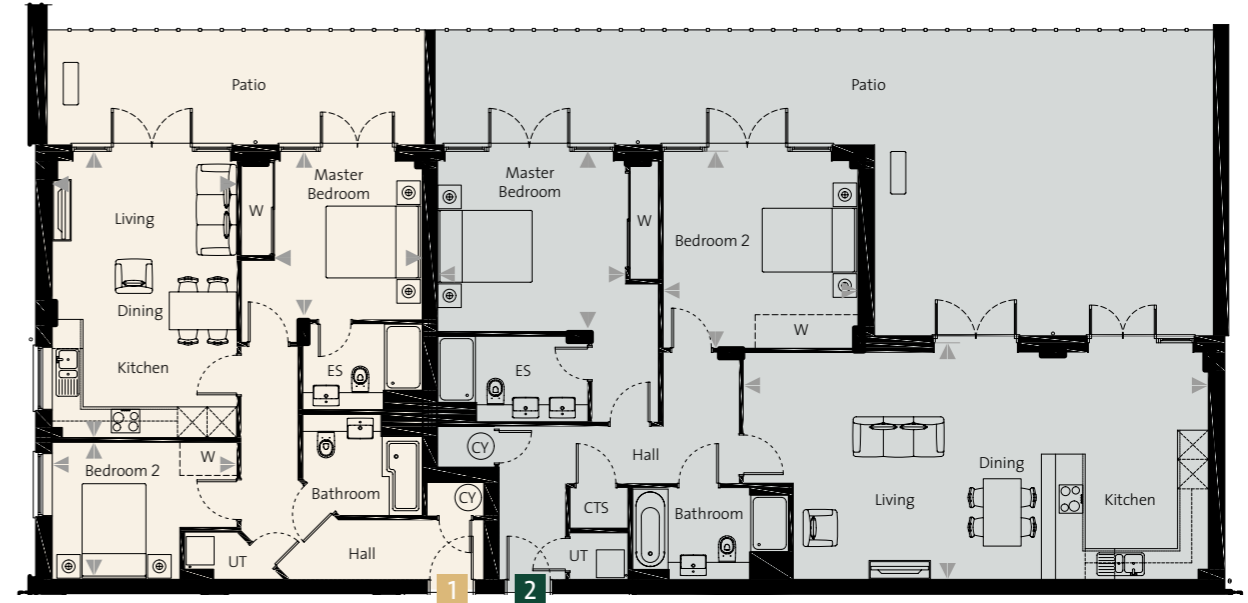 Patio
Living
Dining
Kitchen
W
Master
Bedroom
ES
Bedroom 2
W
Bathroom
UT
Hall
CY
1
Patio
Master
Bedroom
W
Bedroom 2
W
ES
CY
Hall
CTS
UT
Bathroom
Living
Dining
Kitchen
2